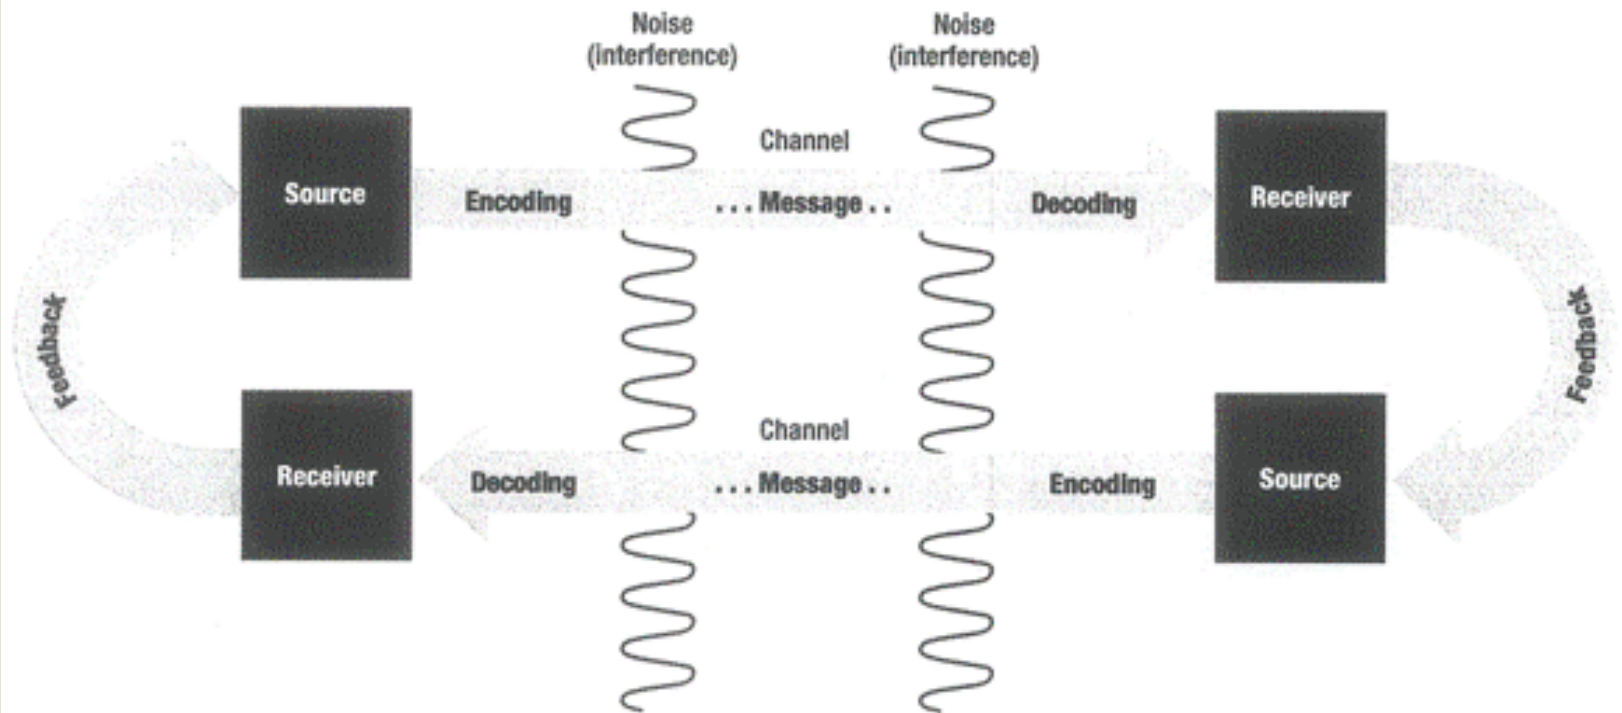 Noise
(interference)
Noise
(interference)
Channel
Source
Encoding
... Message ..
Decoding
Receiver
Feedback
Feedback
Channel
Receiver
Decoding
... Message ..
Encoding
Source